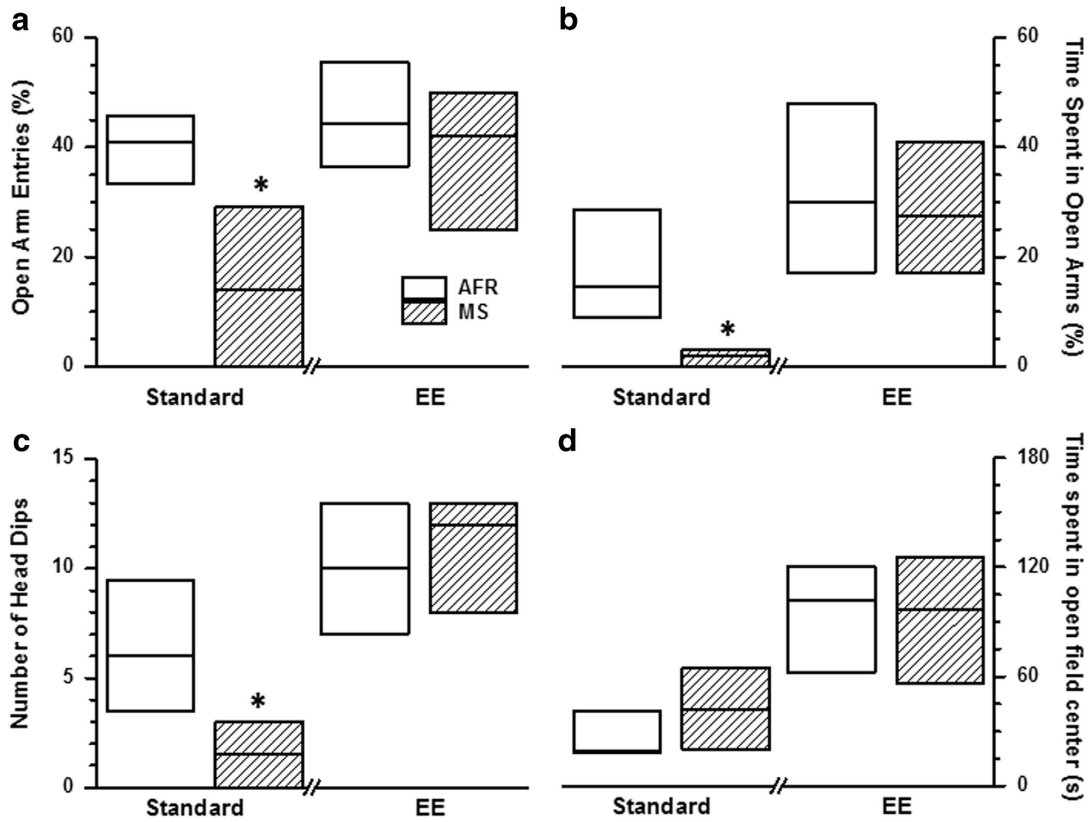 a
Open Arm Entries (%)
60
40
20
0
*
AFR
MS
Standard
EE
b
Time Spent in Open Arms (%)
60
40
20
0
*
Standard
EE
c
Number of Head Dips
15
10
5
0
*
Standard
EE
d
Time spent in open field center (s)
180
120
60
0
Standard
EE